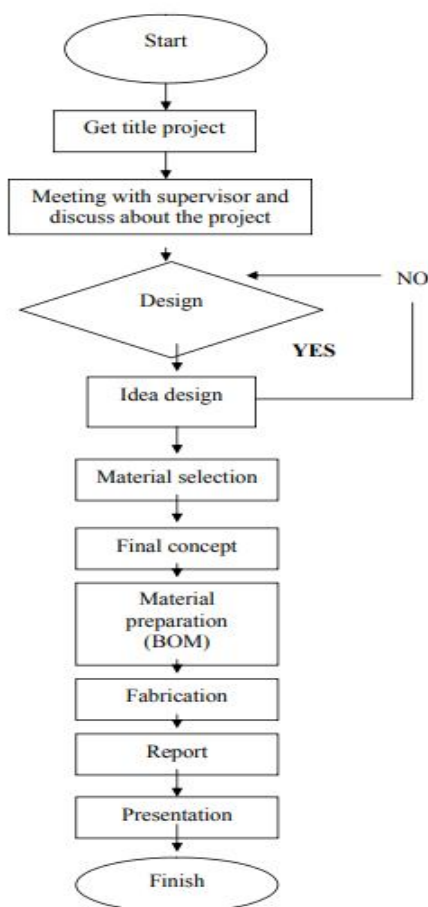 Start
Get title project
Meeting with supervisor and
discuss about the project
Design
NO
YES
Idea design
Material selection
Final concept
Material
preparation
(BOM)
Fabrication
Report
Presentation
Finish